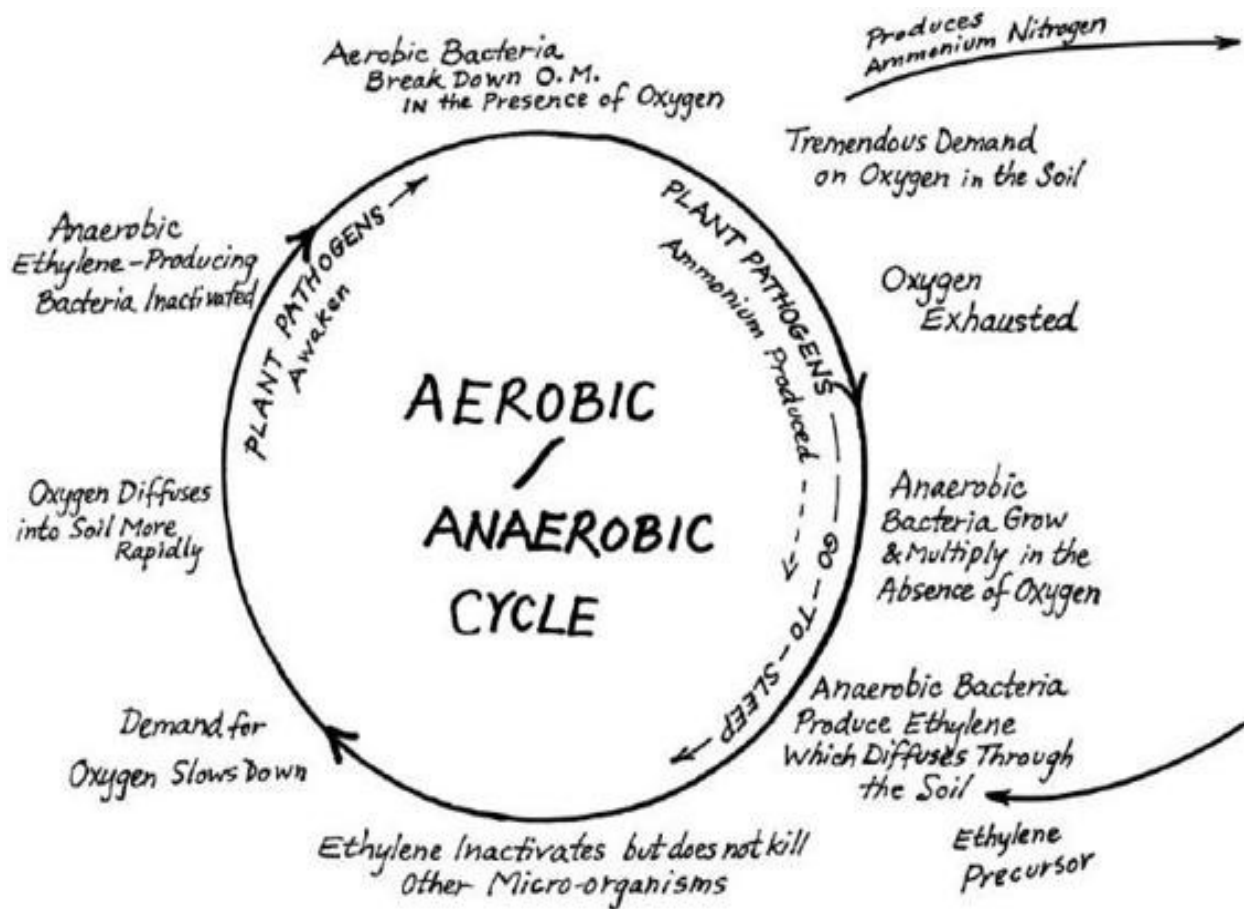 Aerobic Bacteria
Break Down O.M.
IN the Presence of Oxygen
Produces
Ammonium Nitrogen
Tremendous Demand
on Oxygen in the Soil
Oxygen
Exhausted
Anaerobic
Bacteria Grow
& Multiply in the
Absence of Oxygen
Anaerobic Bacteria
Produce Ethylene
Which Diffuses Through
the Soil
Ethylene
Precursor
Ethylene Inactivates but does not kill
Other Micro-organisms
Demand for
Oxygen Slows Down
Oxygen Diffuses
into Soil More
Rapidly
Anaerobic
Ethylene-Producing
Bacteria Inactivated
PLANT PATHOGENS
Awaken
PLANT PATHOGENS GO - TO - SLEEP
Ammonium Produced
AEROBIC
/
ANAEROBIC
CYCLE